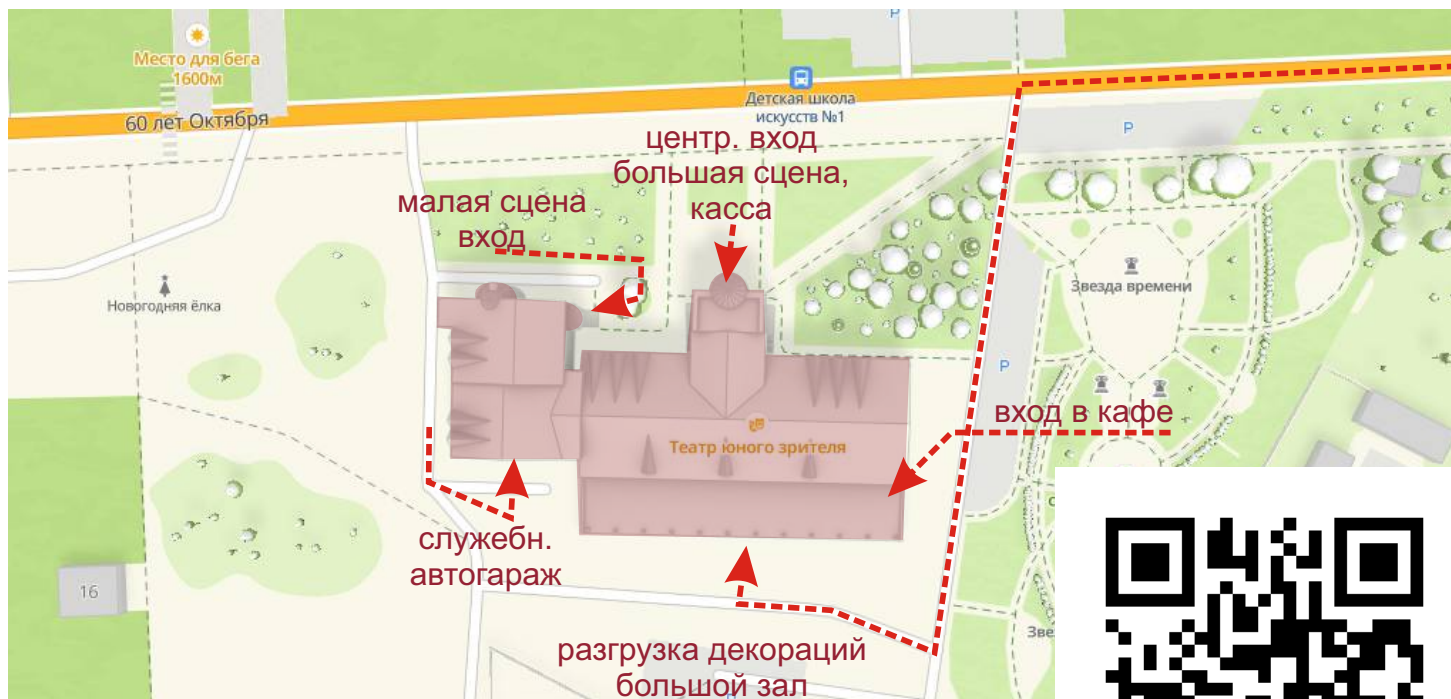 P
Место для бега
1600м
60 лет Октября
Детская школа
искусств №1
P
центр. вход
большая сцена,
касса
малая сцена
вход
Новогодняя ёлка
Звезда времени
P
вход в кафе
Театр юного зрителя
служебн.
автогараж
16
разгрузка декораций
большой зал